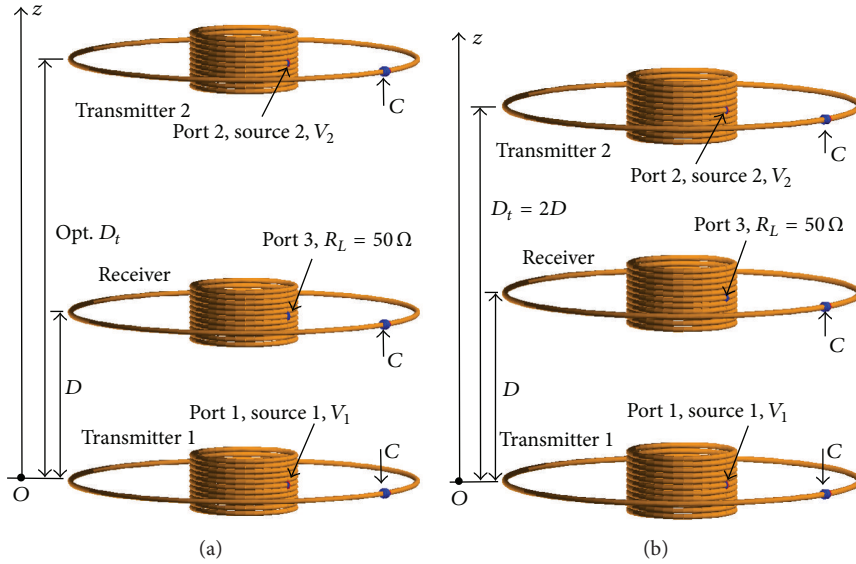 z
Transmitter 2
C
Port 2, source 2, V₂
Opt. Dₜ
Port 3, R_L = 50 Ω
Receiver
C
D
Port 1, source 1, V₁
Transmitter 1
C
O
(a)
z
Transmitter 2
C
Port 2, source 2, V₂
Dₜ = 2D
Port 3, R_L = 50 Ω
Receiver
C
D
Port 1, source 1, V₁
Transmitter 1
C
O
(b)